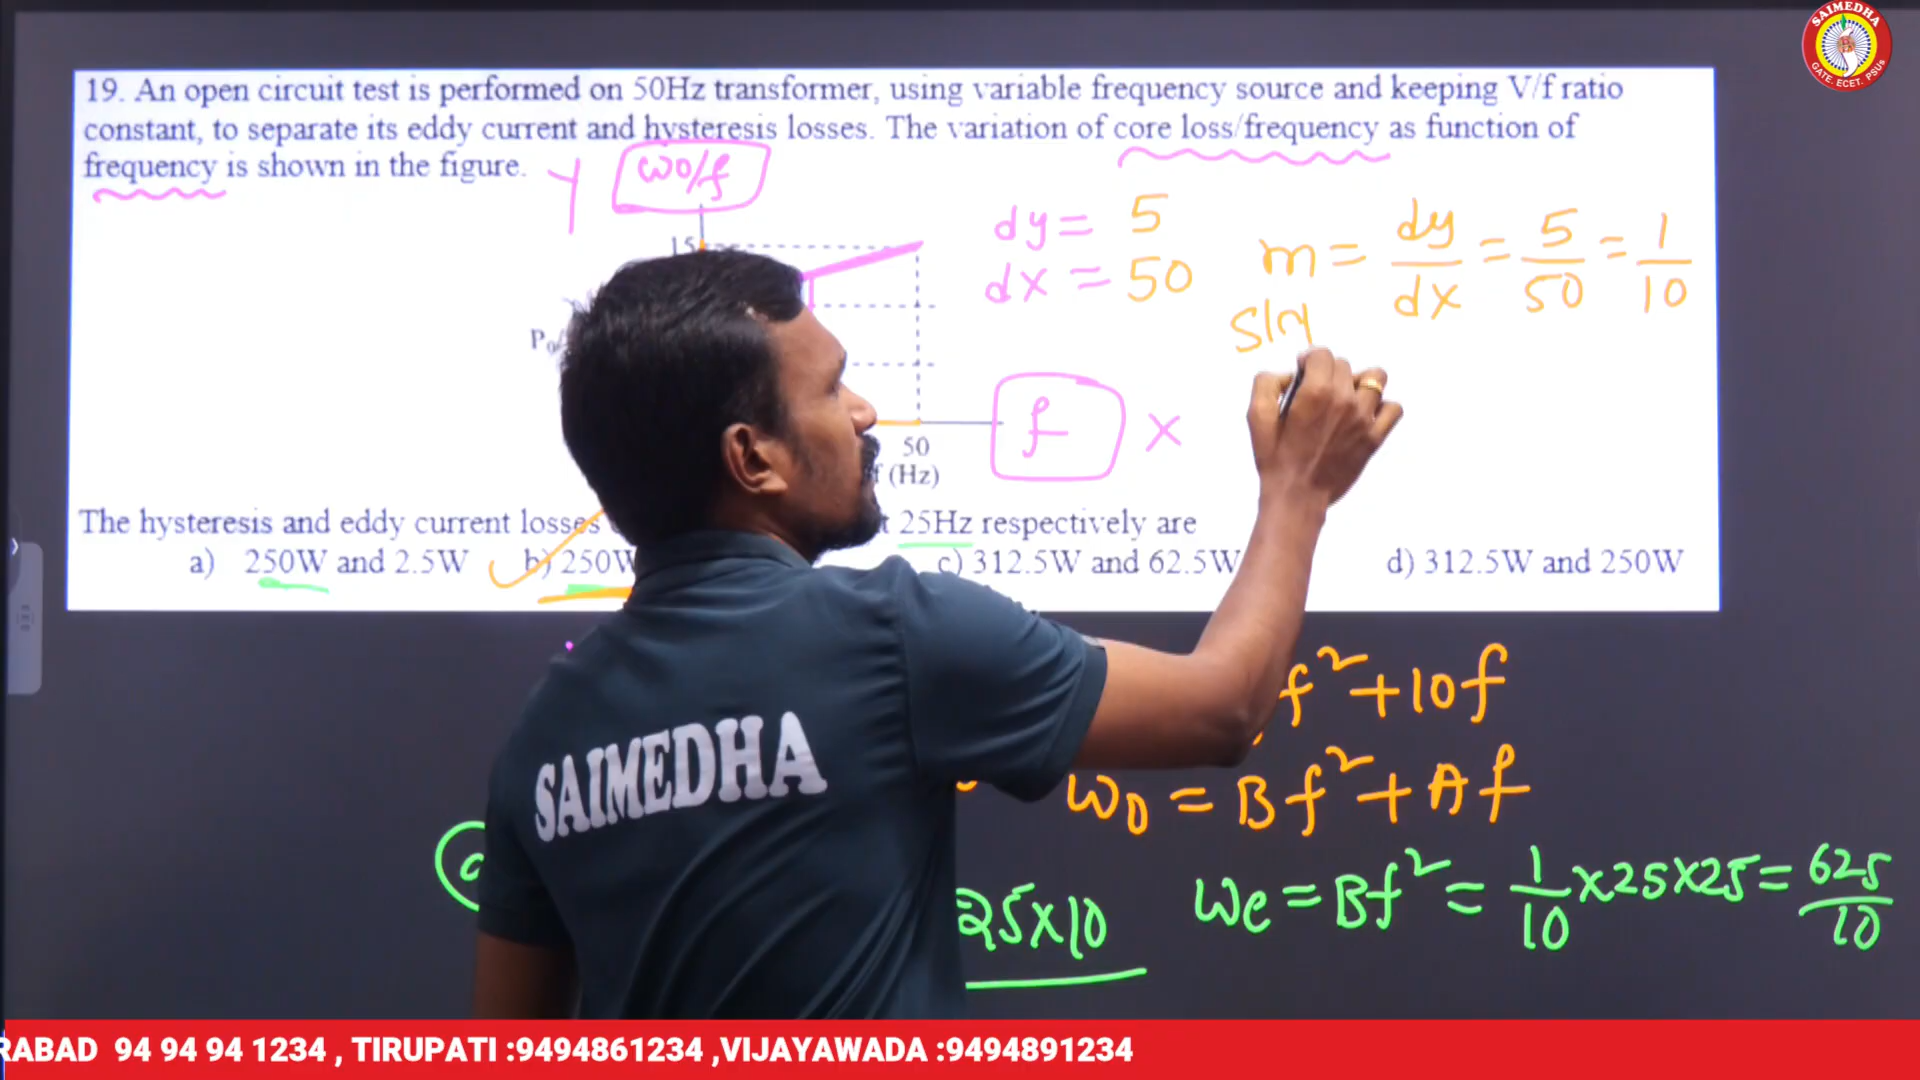 SAIMEDHA
GATE. ECET. PSUs
19. An open circuit test is performed on 50Hz transformer, using variable frequency source and keeping V/f ratio
constant, to separate its eddy current and hysteresis losses. The variation of core loss/frequency as function of
frequency is shown in the figure.
Y
W0/f
15
P0
50
f (Hz)
f
X
dy = 5
dx = 50
m = dy/dx = 5/50 = 1/10
The hysteresis and eddy current losses 25Hz respectively are
a) 250W and 2.5W b) 250W c) 312.5W and 62.5W d) 312.5W and 250W
f² + 10f
W0 = Bf² + Af
25x10
We = Bf² = 1/10 x25x25 = 625/10
SAIMEDHA
RABAD 94 94 94 1234 , TIRUPATI :9494861234 ,VIJAYAWADA :9494891234